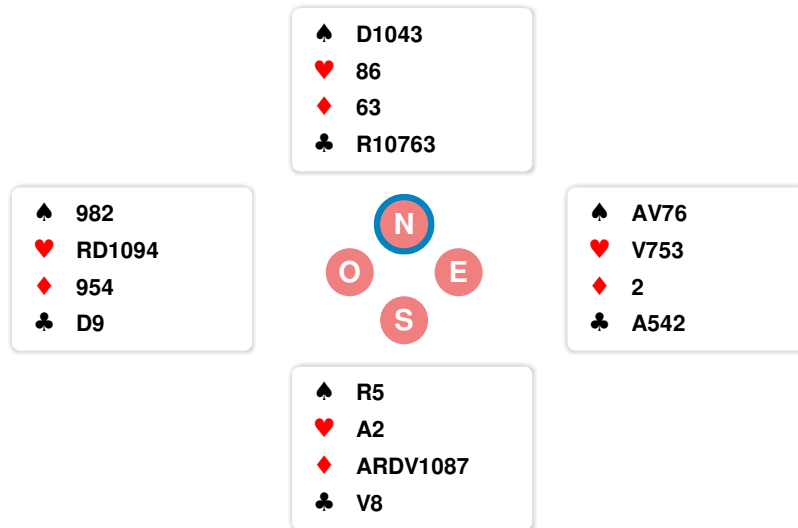 ♠ D1043
♥ 86
♦ 63
♣ R10763
♠ 982
♥ RD1094
♦ 954
♣ D9
N
O
E
S
♠ AV76
♥ V753
♦ 2
♣ A542
♠ R5
♥ A2
♦ ARDV1087
♣ V8